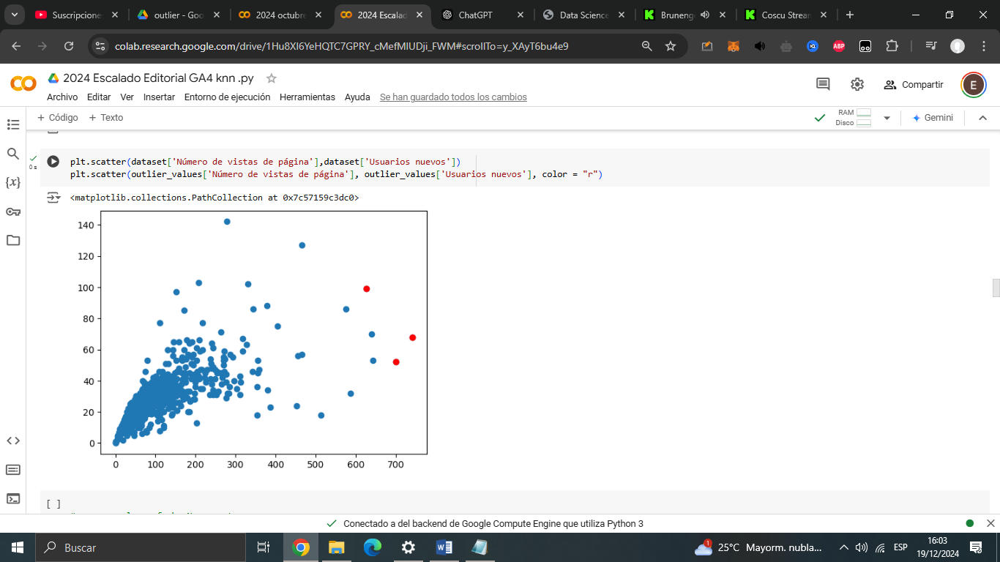 Suscripciones
outlier - Goo
2024 octubre
2024 Escalad
ChatGPT
Data Science
Bruneng
Coscu Strea
colab.research.google.com/drive/1Hu8XI6YeHQTC7GPRY_cMefMIUDji_FWM#scrollTo=y_XAyT6bu4e9
2024 Escalado Editorial GA4 knn .py
Archivo Editar Ver Insertar Entorno de ejecución Herramientas Ayuda Se han guardado todos los cambios
Compartir
E
+ Código + Texto
RAM
Disco
Gemini
0 s
plt.scatter(dataset['Número de vistas de página'],dataset['Usuarios nuevos'])
plt.scatter(outlier_values['Número de vistas de página'], outlier_values['Usuarios nuevos'], color = "r")
<matplotlib.collections.PathCollection at 0x7c57159c3dc0>
140
120
100
80
60
40
20
0
0 100 200 300 400 500 600 700
[ ]
Conectado a del backend de Google Compute Engine que utiliza Python 3
Buscar
1
25°C Mayorm. nubla...
ESP
16:03
19/12/2024